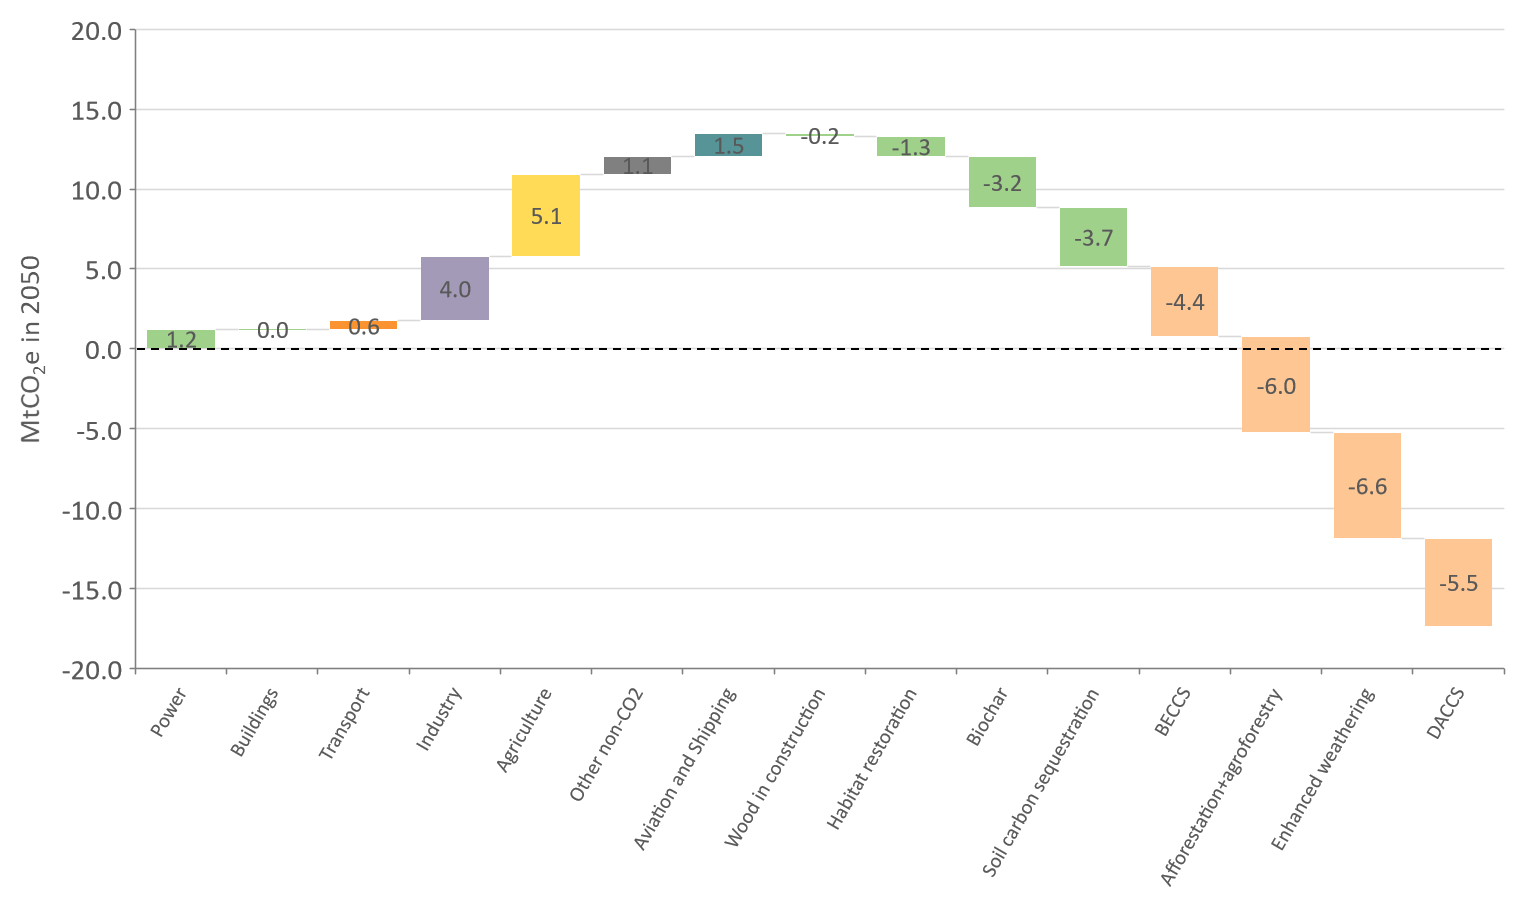 20.0
15.0
10.0
5.0
0.0
-5.0
-10.0
-15.0
-20.0
MtCO2e in 2050
1.2
0.0
0.6
4.0
5.1
1.1
1.5
-0.2
-1.3
-3.2
-3.7
-4.4
-6.0
-6.6
-5.5
Power
Buildings
Transport
Industry
Agriculture
Other non-CO2
Aviation and Shipping
Wood in construction
Habitat restoration
Biochar
Soil carbon sequestration
BECCS
Afforestation+agroforestry
Enhanced weathering
DACCS